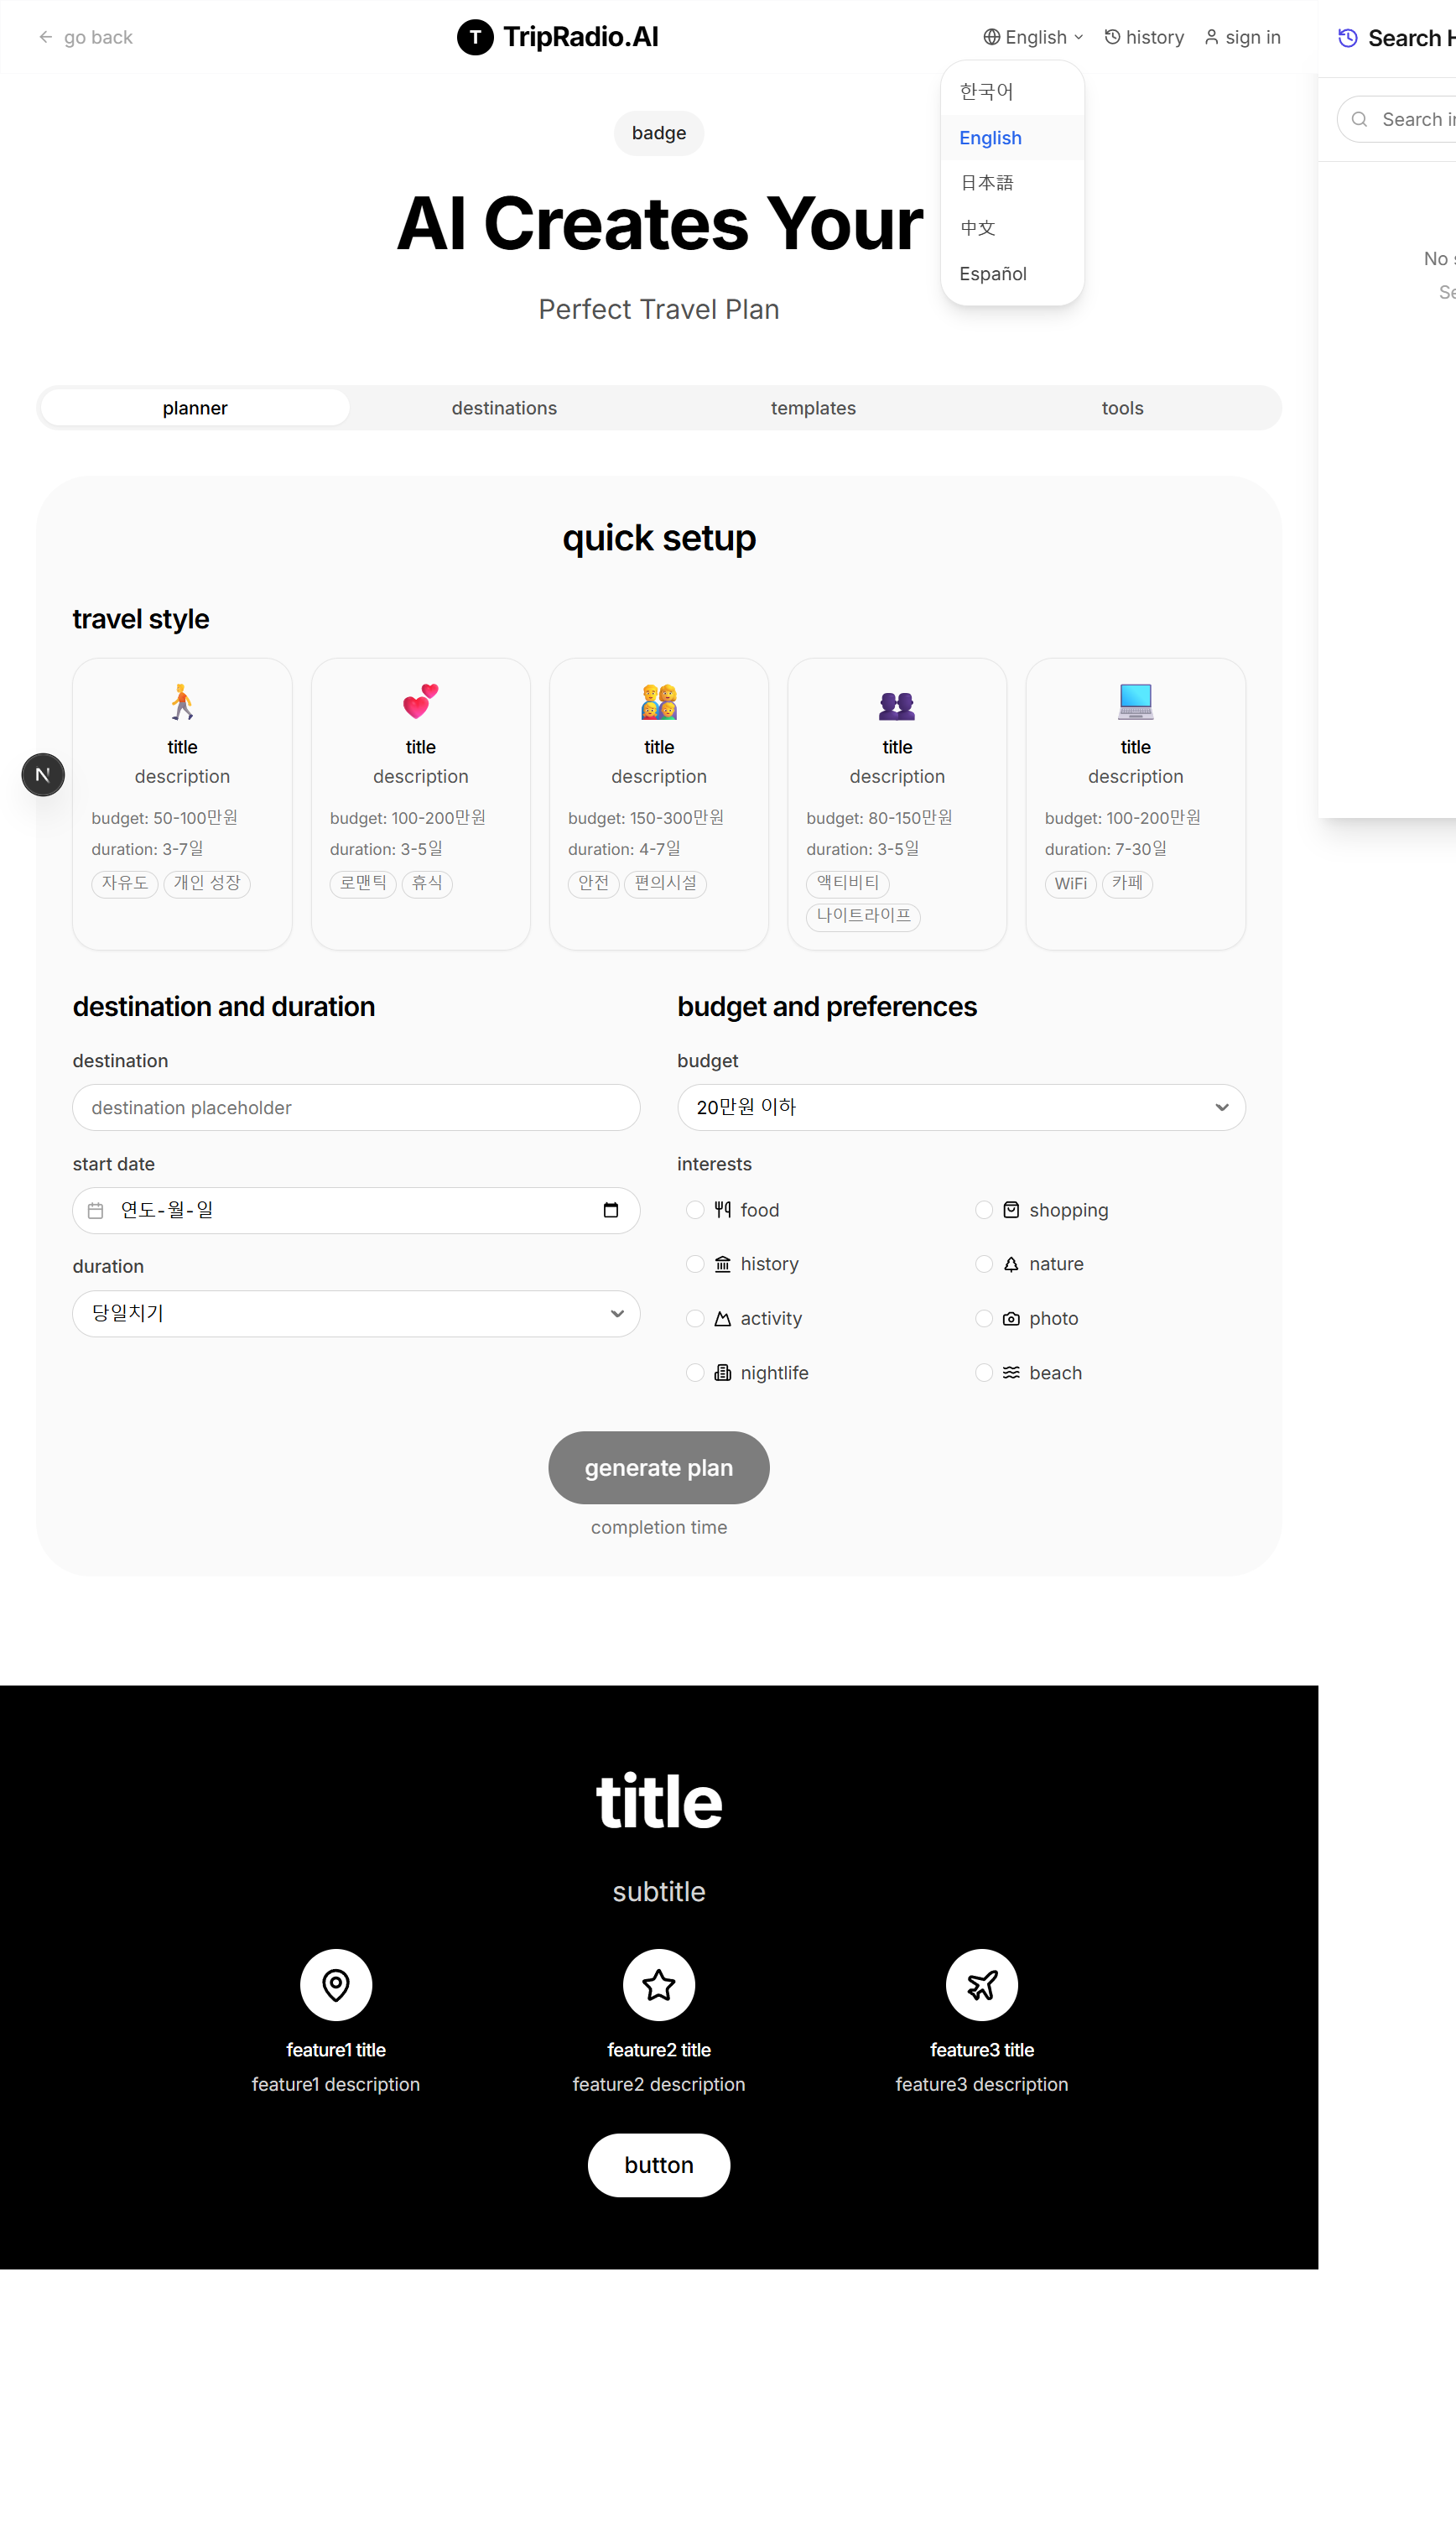 go back
T TripRadio.AI
English
history
sign in
Search H
한국어
English
日本語
中文
Español
Search in
No s
Se
badge
AI Creates Your
Perfect Travel Plan
planner
destinations
templates
tools
quick setup
travel style
title
description
budget: 50-100만원
duration: 3-7일
자유도
개인 성장
title
description
budget: 100-200만원
duration: 3-5일
로맨틱
휴식
title
description
budget: 150-300만원
duration: 4-7일
안전
편의시설
title
description
budget: 80-150만원
duration: 3-5일
액티비티
나이트라이프
title
description
budget: 100-200만원
duration: 7-30일
WiFi
카페
N
destination and duration
destination
destination placeholder
start date
연도-월-일
duration
당일치기
budget and preferences
budget
20만원 이하
interests
food
shopping
history
nature
activity
photo
nightlife
beach
generate plan
completion time
title
subtitle
feature1 title
feature1 description
feature2 title
feature2 description
feature3 title
feature3 description
button